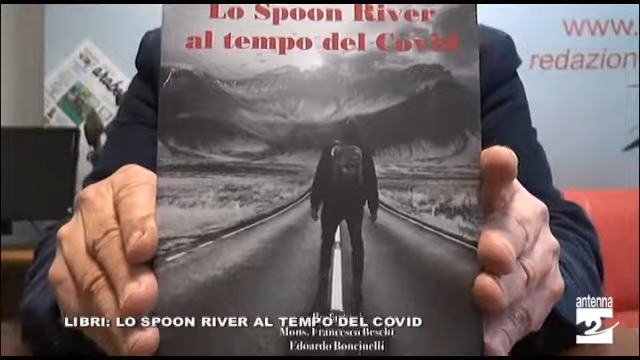 Lo Spoon River
al tempo del Covid
www.
redazion
LIBRI: LO SPOON RIVER AL TEMPO DEL COVID
Mons. Francesco Beschi
Edoardo Boncinelli
antenna
2